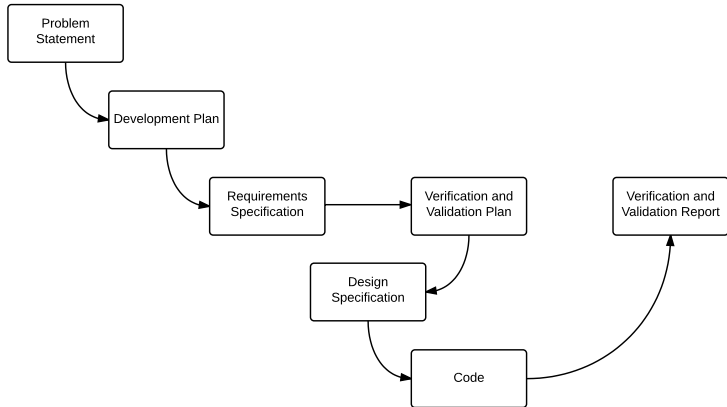 Problem
Statement
Development Plan
Requirements
Specification
Verification and
Validation Plan
Verification and
Validation Report
Design
Specification
Code